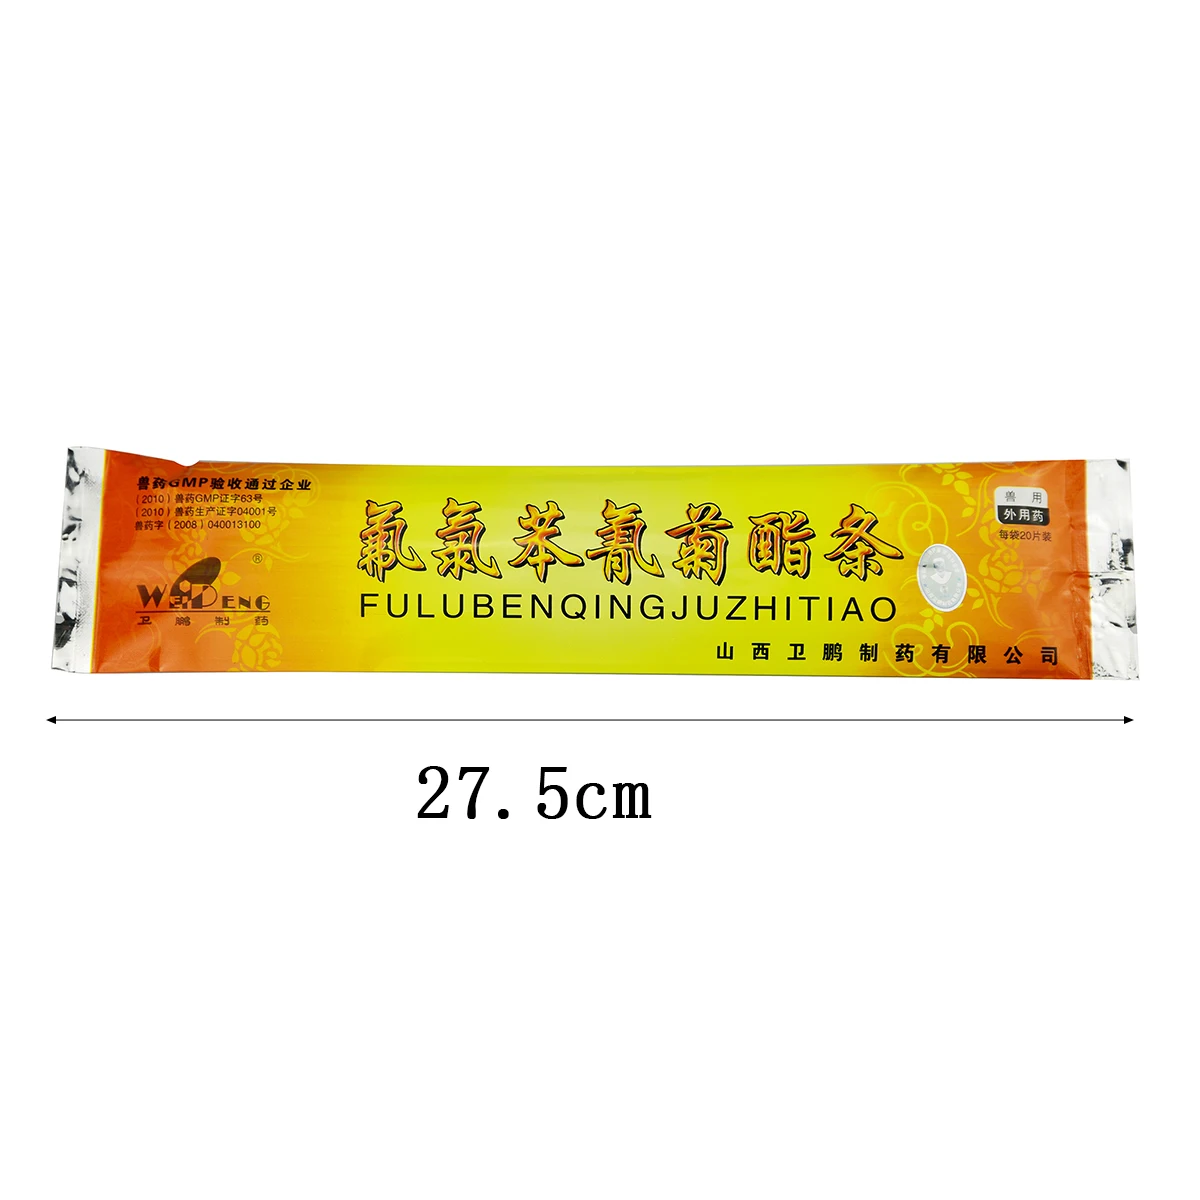 兽药GMP验收通过企业
(2010)兽药GMP证字63号
(2010)兽药生产证字04001号
兽药字(2008)040013100
®
卫鹏制药
氟氯苯氰菊酯条
FULUBENQINGJUZHITIAO
山西卫鹏制药有限公司
兽用
外用药
每袋20片装
27.5cm